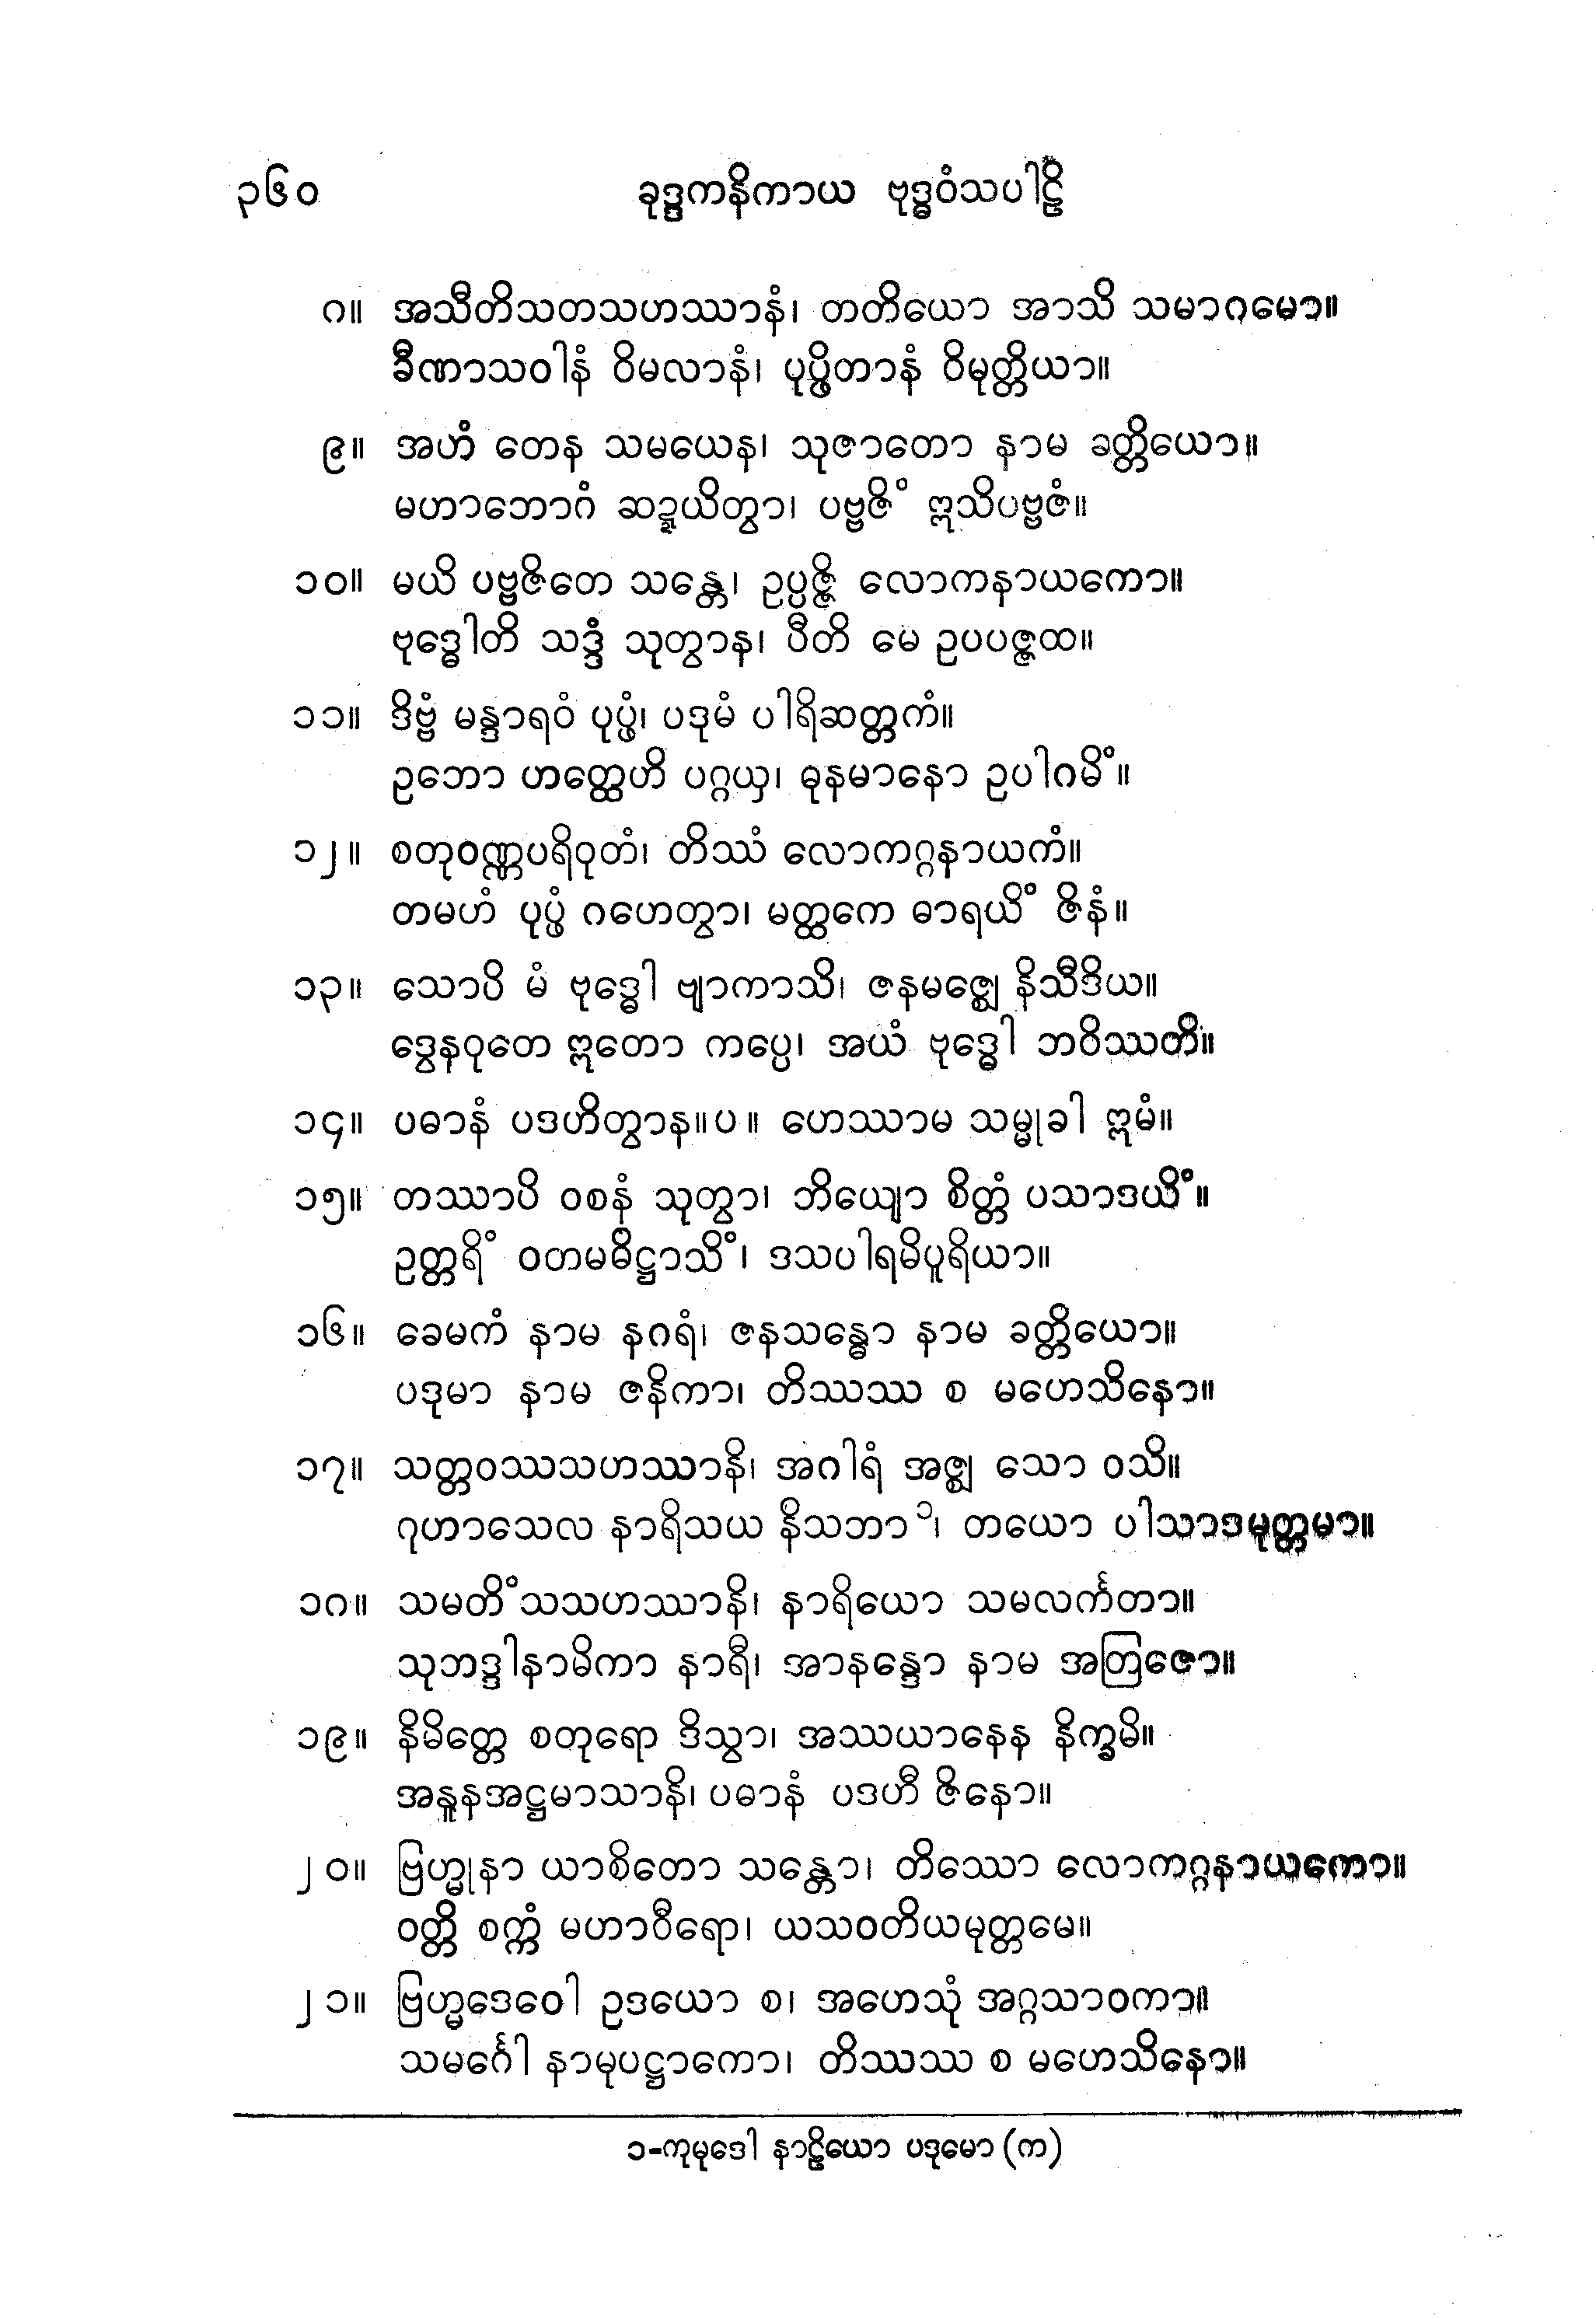 ၃၆၀ ခုဒ္ဒကနိကာယ ဗုဒ္ဓဝံသပါဠိ
၈။ အသီတိသတသဟဿာနံ၊ တတိယော အာသိ သမာဂမော။
ခီဏာသဝါနံ ဝိမလာနံ၊ ပုပ္ဖိတာနံ ဝိမုတ္တိယာ။
၉။ အဟံ တေန သမယေန၊ သုဇာတော နာမ ခတ္တိယော။
မဟာဘောဂံ ဆဍ္ဍယိတွာ၊ ပဗ္ဗဇိံ ဣသိပဗ္ဗဇံ။
၁၀။ မယိ ပဗ္ဗဇိတေ သန္တေ၊ ဥပ္ပဇ္ဇိ လောကနာယကော။
ဗုဒ္ဓေါတိ သဒ္ဒံ သုတွာန၊ ပီတိ မေ ဥပပဇ္ဇထ။
၁၁။ ဒိဗ္ဗံ မန္ဒာရဝံ ပုပ္ဖံ၊ ပဒုမံ ပါရိဆတ္တကံ။
ဥဘော ဟတ္ထေဟိ ပဂ္ဂယှ၊ ဓုနမာနော ဥပါဂမိံ။
၁၂။ စတုဝဏ္ဏပရိဝုတံ၊ တိဿံ လောကဂ္ဂနာယကံ။
တမဟံ ပုပ္ဖံ ဂဟေတွာ၊ မတ္ထကေ ဓာရယိံ ဇိနံ။
၁၃။ သောပိ မံ ဗုဒ္ဓေါ ဗျာကာသိ၊ ဇနမဇ္ဈေ နိသီဒိယ။
ဒွေနဝုတေ ဣတော ကပ္ပေ၊ အယံ ဗုဒ္ဓေါ ဘဝိဿတိ။
၁၄။ ပဓာနံ ပဒဟိတွာန။ပ။ ဟေဿာမ သမ္မုခါ ဣမံ။
၁၅။ တဿာပိ ဝစနံ သုတွာ၊ ဘိယျော စိတ္တံ ပသာဒယိံ။
ဥတ္တရိံ ဝတမဓိဋ္ဌာသိံ၊ ဒသပါရမိပူရိယာ။
၁၆။ ခေမကံ နာမ နဂရံ၊ ဇနသန္ဓော နာမ ခတ္တိယော။
ပဒုမာ နာမ ဇနိကာ၊ တိဿဿ စ မဟေသိနော။
၁၇။ သတ္တဝဿသဟဿာနိ၊ အဂါရံ အဇ္ဈ သော ဝသိ။
ဂုဟာသေလ နာရိသယ နိသဘာ ၁၊ တယော ပါသာဒမုတ္တမာ။
၁၈။ သမတိံသသဟဿာနိ၊ နာရိယော သမလင်္ကတာ။
သုဘဒ္ဒါနာမိကာ နာရီ၊ အာနန္ဒော နာမ အတြဇော။
၁၉။ နိမိတ္တေ စတုရော ဒိသွာ၊ အဿယာနေန နိက္ခမိ။
အနူနအဋ္ဌမာသာနိ၊ ပဓာနံ ပဒဟီ ဇိနော။
၂၀။ ဗြဟ္မုနာ ယာစိတော သန္တော၊ တိဿော လောကဂ္ဂနာယကော။
ဝတ္တိ စက္ကံ မဟာဝီရော၊ ယသဝတိယမုတ္တမေ။
၂၁။ ဗြဟ္မဒေဝေါ ဥဒယော စ၊ အဟေသုံ အဂ္ဂသာဝကာ။
သမင်္ဂေါ နာမုပဋ္ဌာကော၊ တိဿဿ စ မဟေသိနော။
၁-ကုမုဒေါ နာဠိယော ပဒုမော (က)